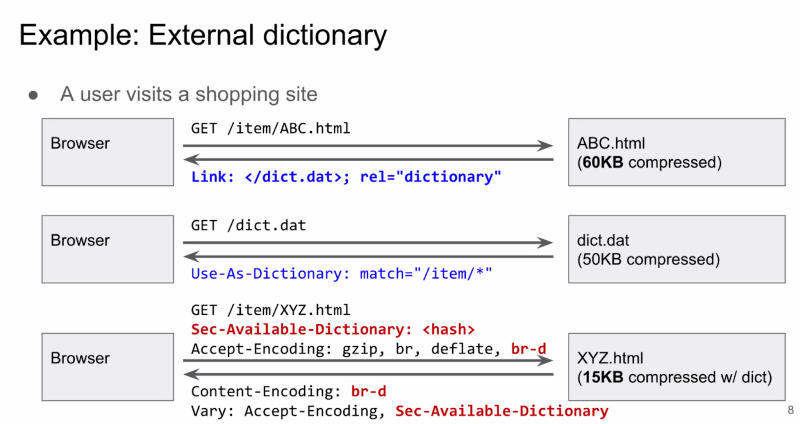 Example: External dictionary
● A user visits a shopping site
Browser
GET /item/ABC.html
Link: </dict.dat>; rel="dictionary"
ABC.html
(60KB compressed)
Browser
GET /dict.dat
Use-As-Dictionary: match="/item/*"
dict.dat
(50KB compressed)
GET /item/XYZ.html
Sec-Available-Dictionary: <hash>
Accept-Encoding: gzip, br, deflate, br-d
Browser
Content-Encoding: br-d
Vary: Accept-Encoding, Sec-Available-Dictionary
XYZ.html
(15KB compressed w/ dict)
8